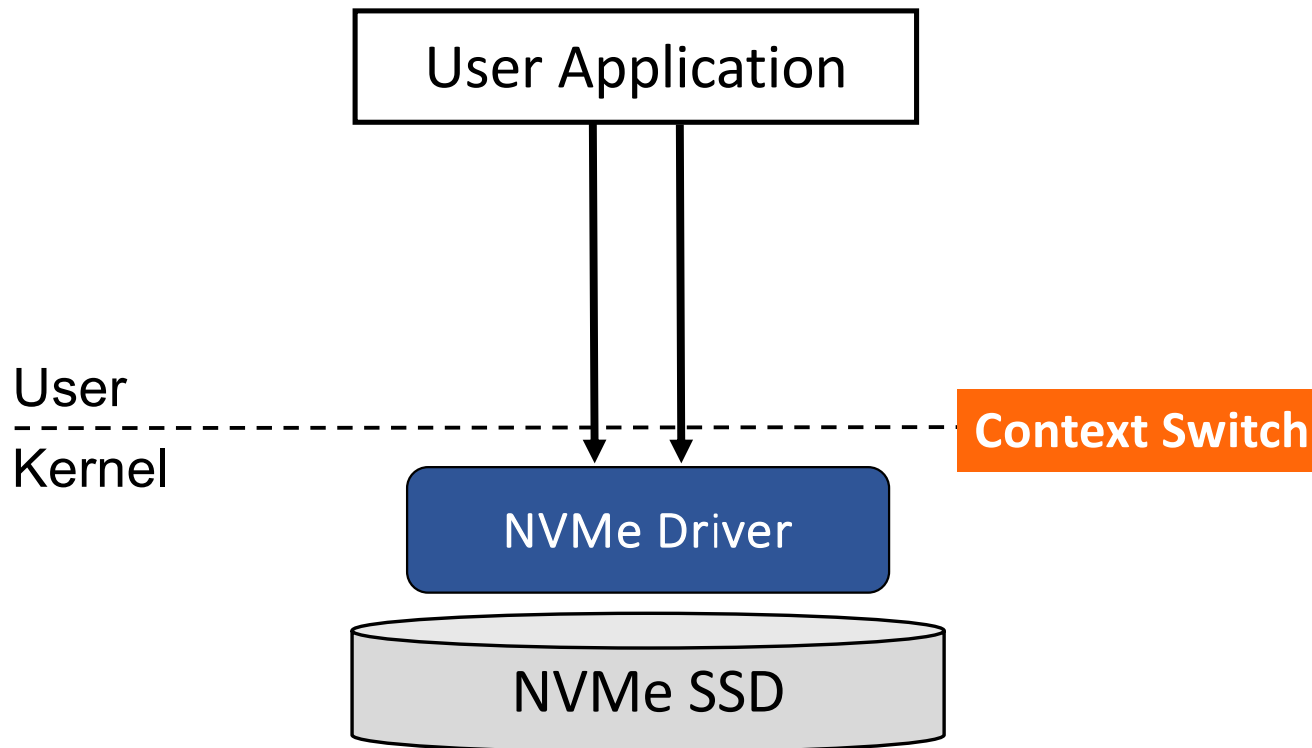 User Application
User
Context Switch
Kernel
NVMe Driver
NVMe SSD